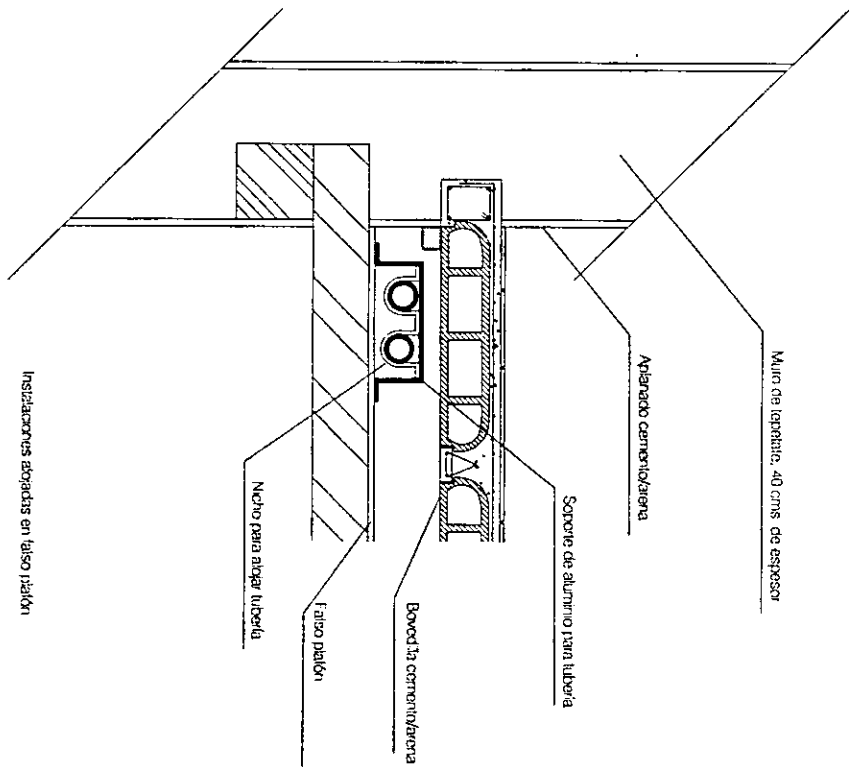 Muro de tepetate, 40 cms. de espesor
Aplanado cemento/arena
Soporte de aluminio para tubería
Bovedilla cemento/arena
Falso plafón
Nicho para alojar tubería
Instalaciones alojadas en falso plafón